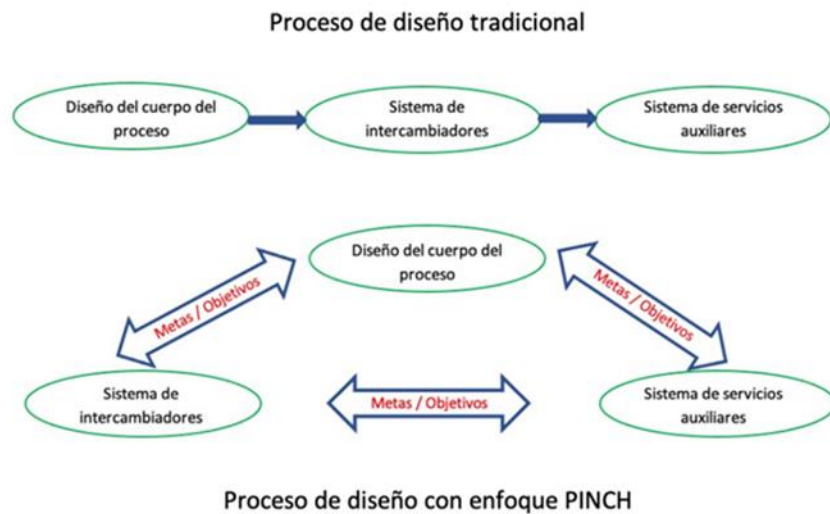 Proceso de diseño tradicional
Diseño del cuerpo del
proceso
Sistema de
intercambiadores
Sistema de servicios
auxiliares
Diseño del cuerpo del
proceso
Metas / Objetivos
Metas / Objetivos
Sistema de
intercambiadores
Metas / Objetivos
Sistema de servicios
auxiliares
Proceso de diseño con enfoque PINCH